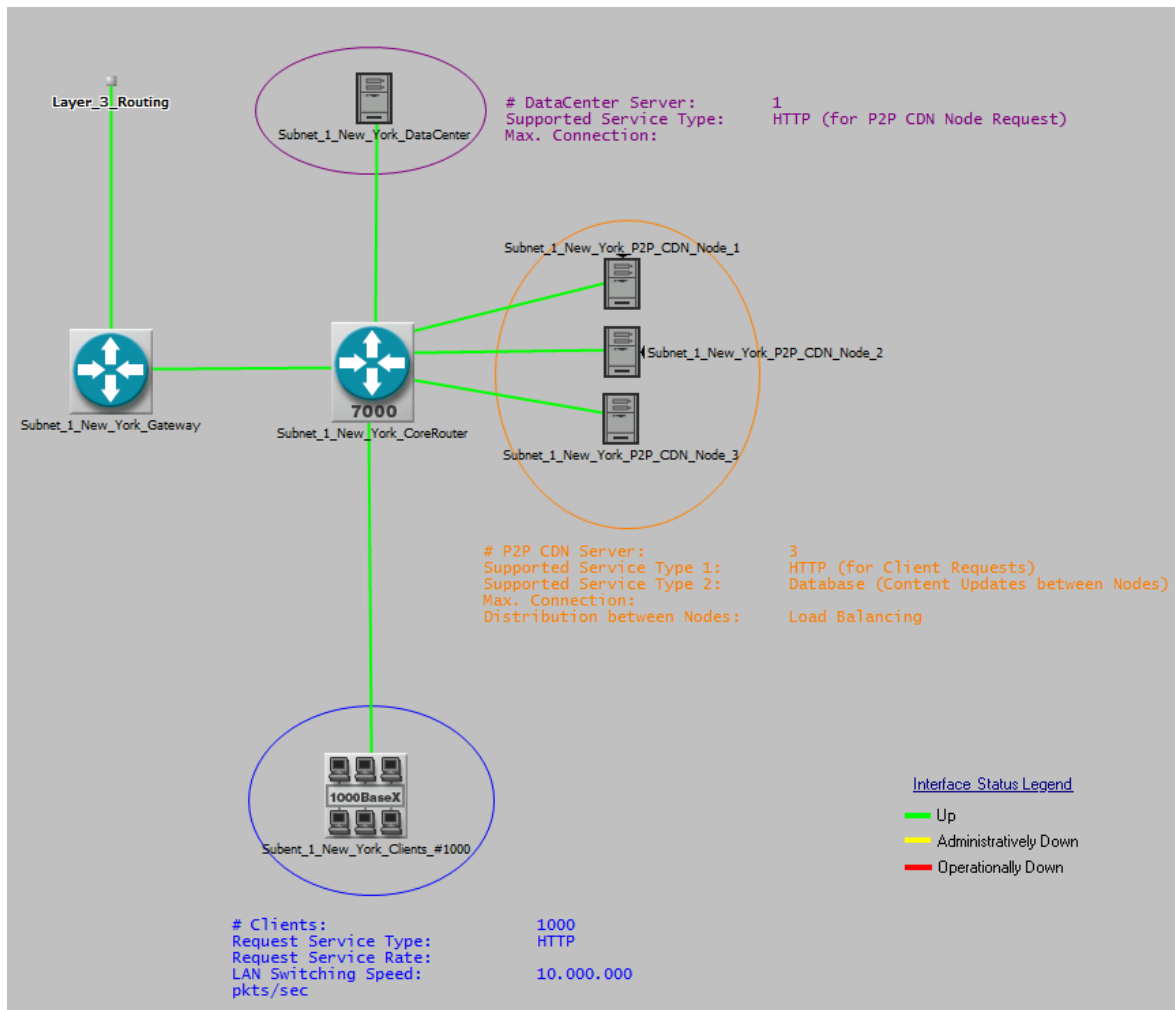 Layer_3_Routing
Subnet_1_New_York_DataCenter
# DataCenter Server: 1
Supported Service Type: HTTP (for P2P CDN Node Request)
Max. Connection:
Subnet_1_New_York_P2P_CDN_Node_1
Subnet_1_New_York_P2P_CDN_Node_2
Subnet_1_New_York_P2P_CDN_Node_3
Subnet_1_New_York_Gateway
7000
Subnet_1_New_York_CoreRouter
# P2P CDN Server: 3
Supported Service Type 1: HTTP (for Client Requests)
Supported Service Type 2: Database (Content Updates between Nodes)
Max. Connection:
Distribution between Nodes: Load Balancing
1000BaseX
Subent_1_New_York_Clients_#1000
Interface Status Legend
Up
Administratively Down
Operationally Down
# Clients: 1000
Request Service Type: HTTP
Request Service Rate:
LAN Switching Speed: 10.000.000
pkts/sec